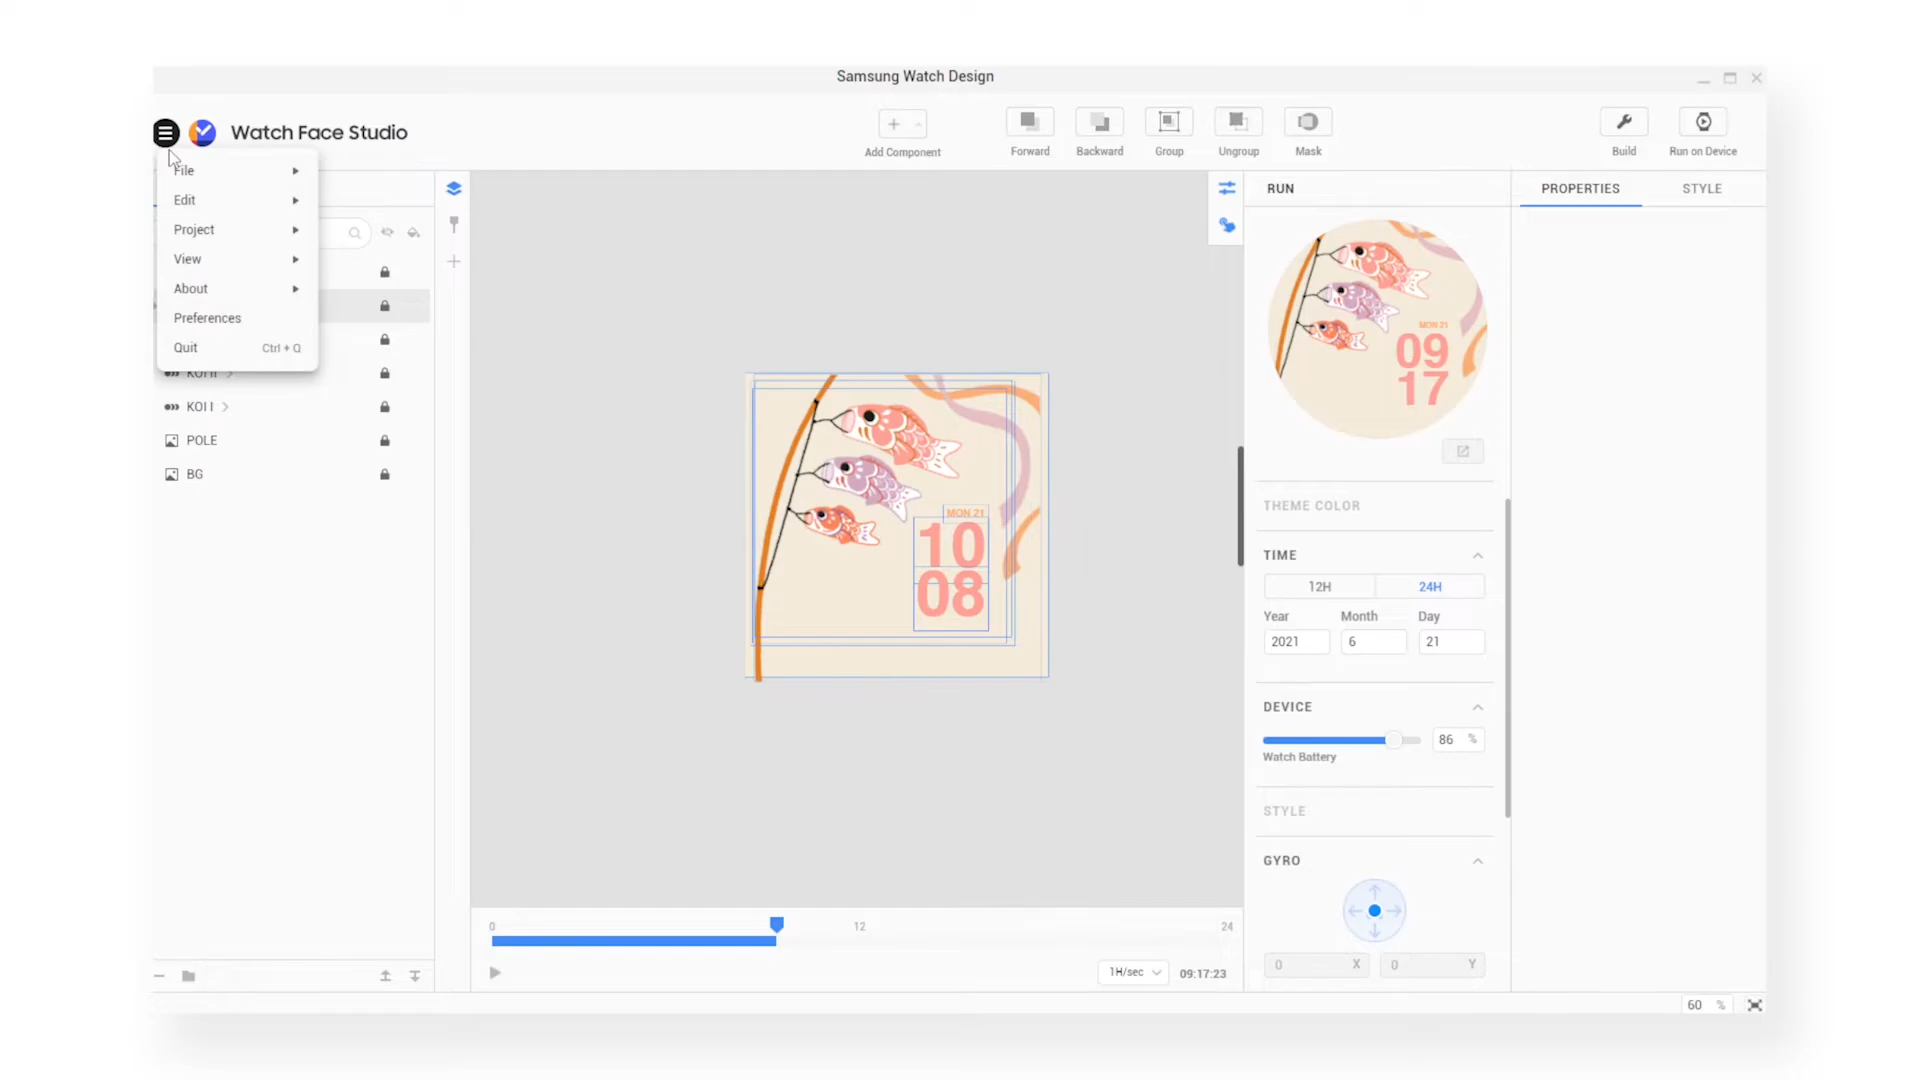 Samsung Watch Design
Watch Face Studio
Add Component
Forward
Backward
Group
Ungroup
Mask
Build
Run on Device
File
Edit
Project
View
About
Preferences
Quit Ctrl + Q
KOI I
POLE
BG
MON 21
10
08
0
12
24
1H/sec
09:17:23
RUN
MON 21
09
17
THEME COLOR
TIME
12H 24H
Year Month Day
2021 6 21
DEVICE
86 %
Watch Battery
STYLE
GYRO
0 X 0 Y
PROPERTIES STYLE
60 %